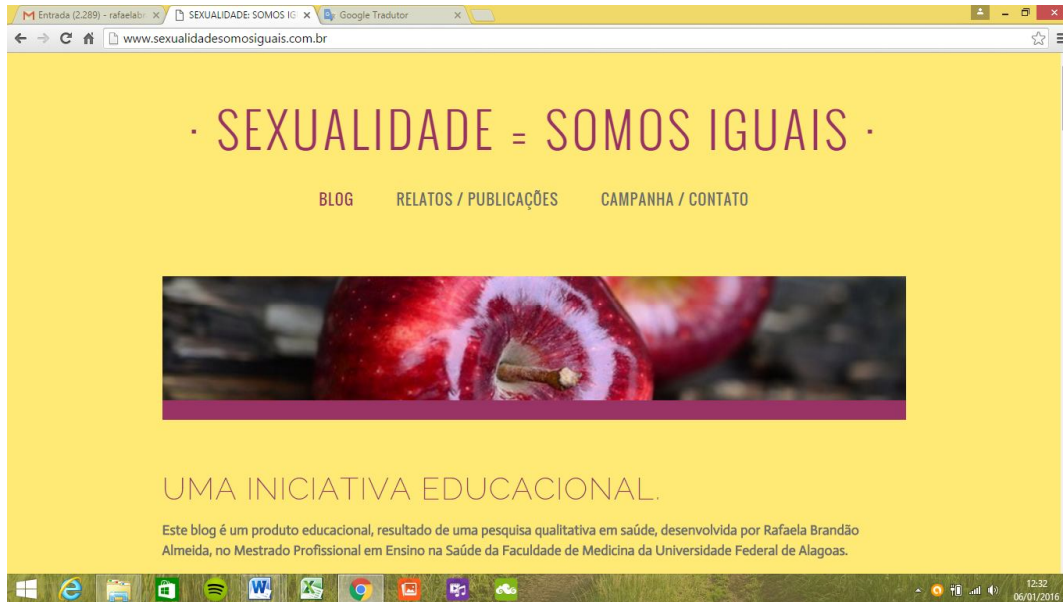 Entrada (2.289) - rafaelabr
SEXUALIDADE: SOMOS IG
Google Tradutor
www.sexualidadesomosiguais.com.br
· SEXUALIDADE = SOMOS IGUAIS ·
BLOG RELATOS / PUBLICAÇÕES CAMPANHA / CONTATO
UMA INICIATIVA EDUCACIONAL.
Este blog é um produto educacional, resultado de uma pesquisa qualitativa em saúde, desenvolvida por Rafaela Brandão
Almeida, no Mestrado Profissional em Ensino na Saúde da Faculdade de Medicina da Universidade Federal de Alagoas.
12:32
06/01/2016